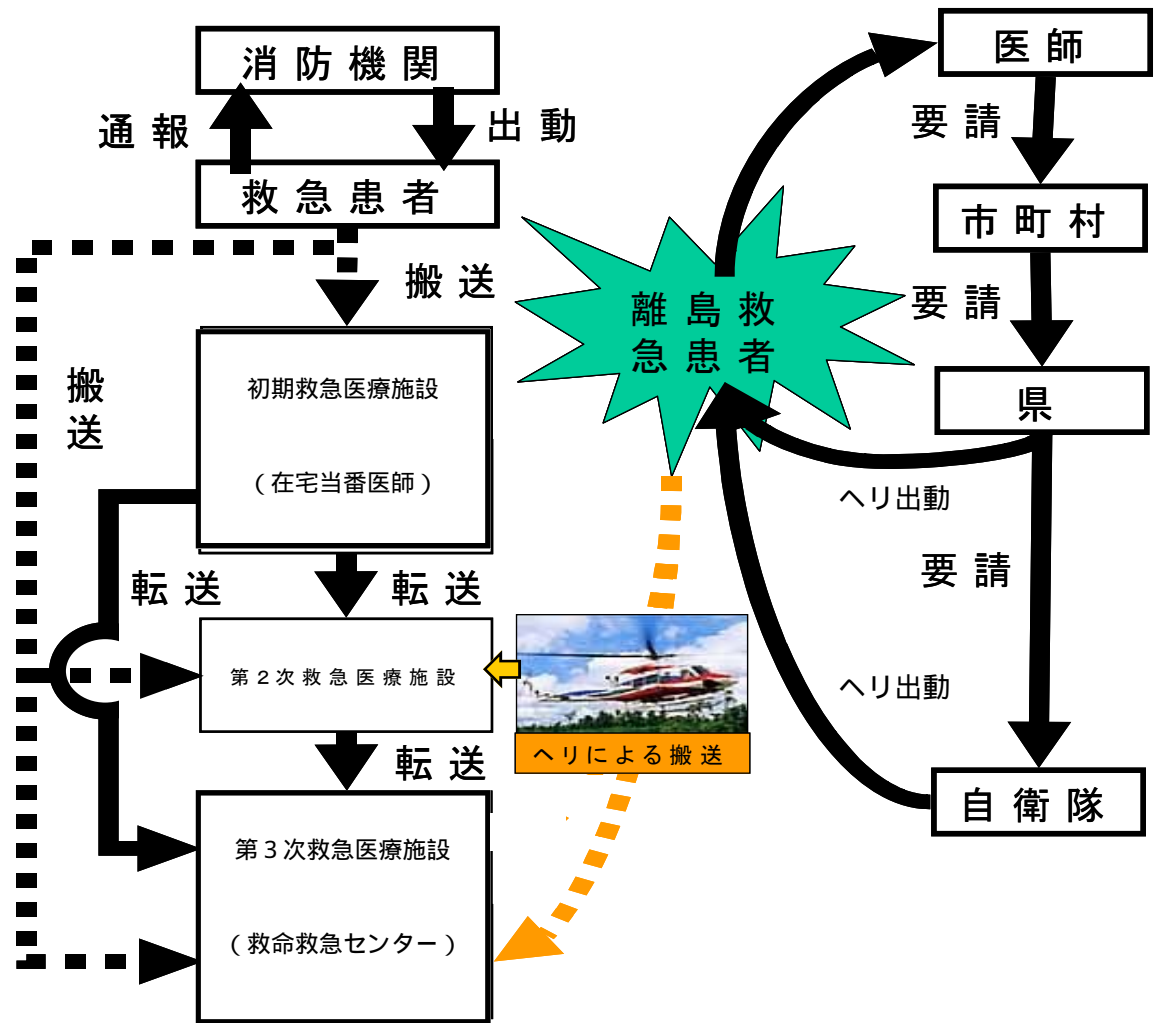 消防機関
通報
出動
救急患者
搬送
搬
送
初期救急医療施設
(在宅当番医師)
転送
転送
第2次救急医療施設
転送
第3次救急医療施設
(救命救急センター)
医師
要請
市町村
要請
離島救
急患者
県
ヘリ出動
要請
ヘリ出動
ヘリによる搬送
自衛隊